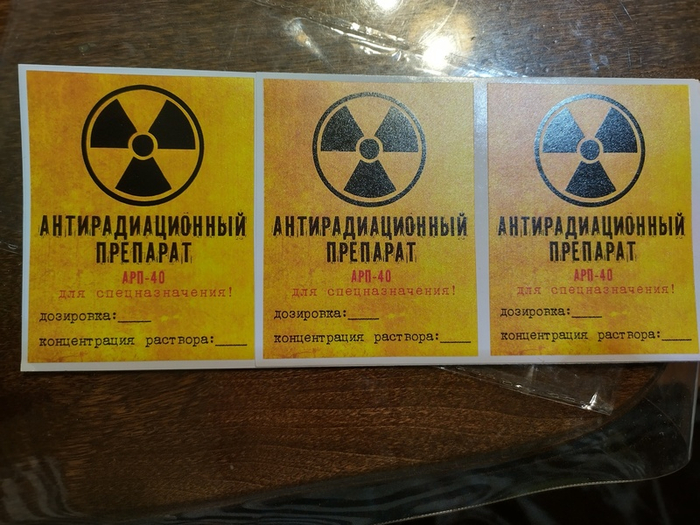 АНТИРАДИАЦИОННЫЙ
ПРЕПАРАТ
АРП-40
для спецназначения!
дозировка:____
концентрация раствора:____
АНТИРАДИАЦИОННЫЙ
ПРЕПАРАТ
АРП-40
для спецназначения!
дозировка:____
концентрация раствора:____
АНТИРАДИАЦИОННЫЙ
ПРЕПАРАТ
АРП-40
для спецназначения!
дозировка:____
концентрация раствора:____